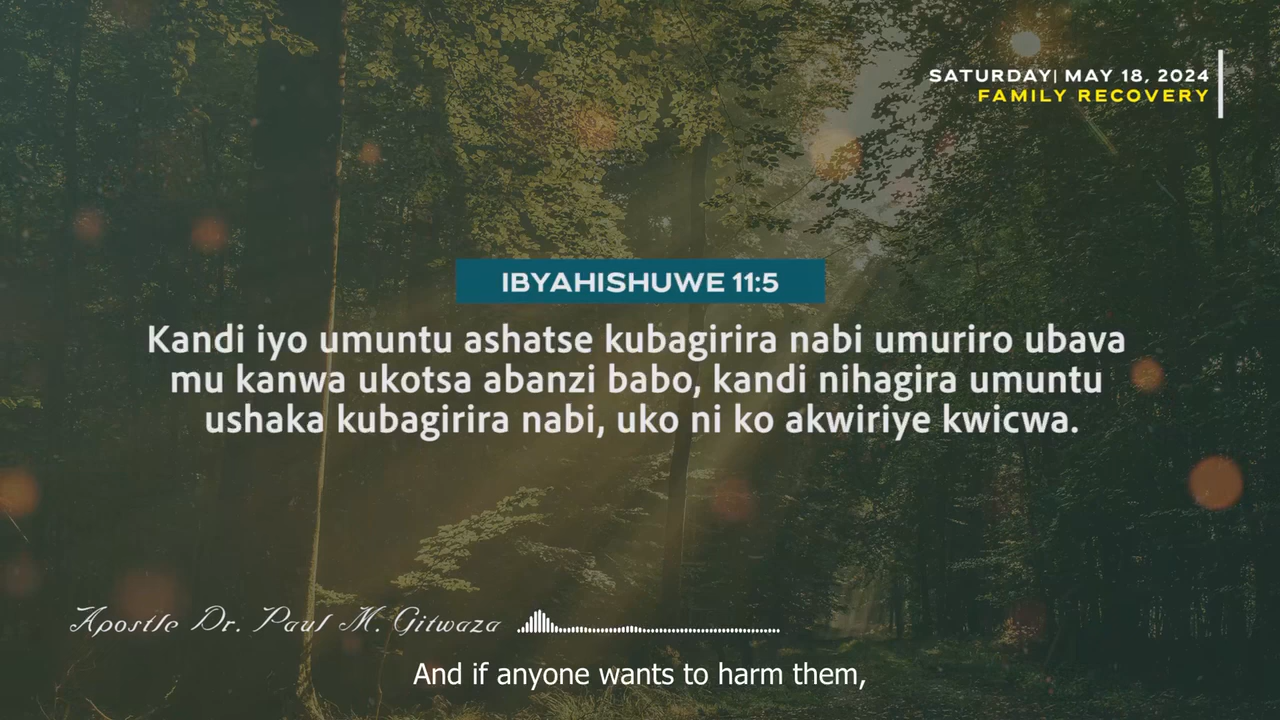 SATURDAY| MAY 18, 2024
FAMILY RECOVERY
IBYAHISHUWE 11:5
Kandi iyo umuntu ashatse kubagirira nabi umuriro ubava
mu kanwa ukotsa abanzi babo, kandi nihagira umuntu
ushaka kubagirira nabi, uko ni ko akwiriye kwicwa.
Apostle Dr. Paul M. Gitwaza
And if anyone wants to harm them,